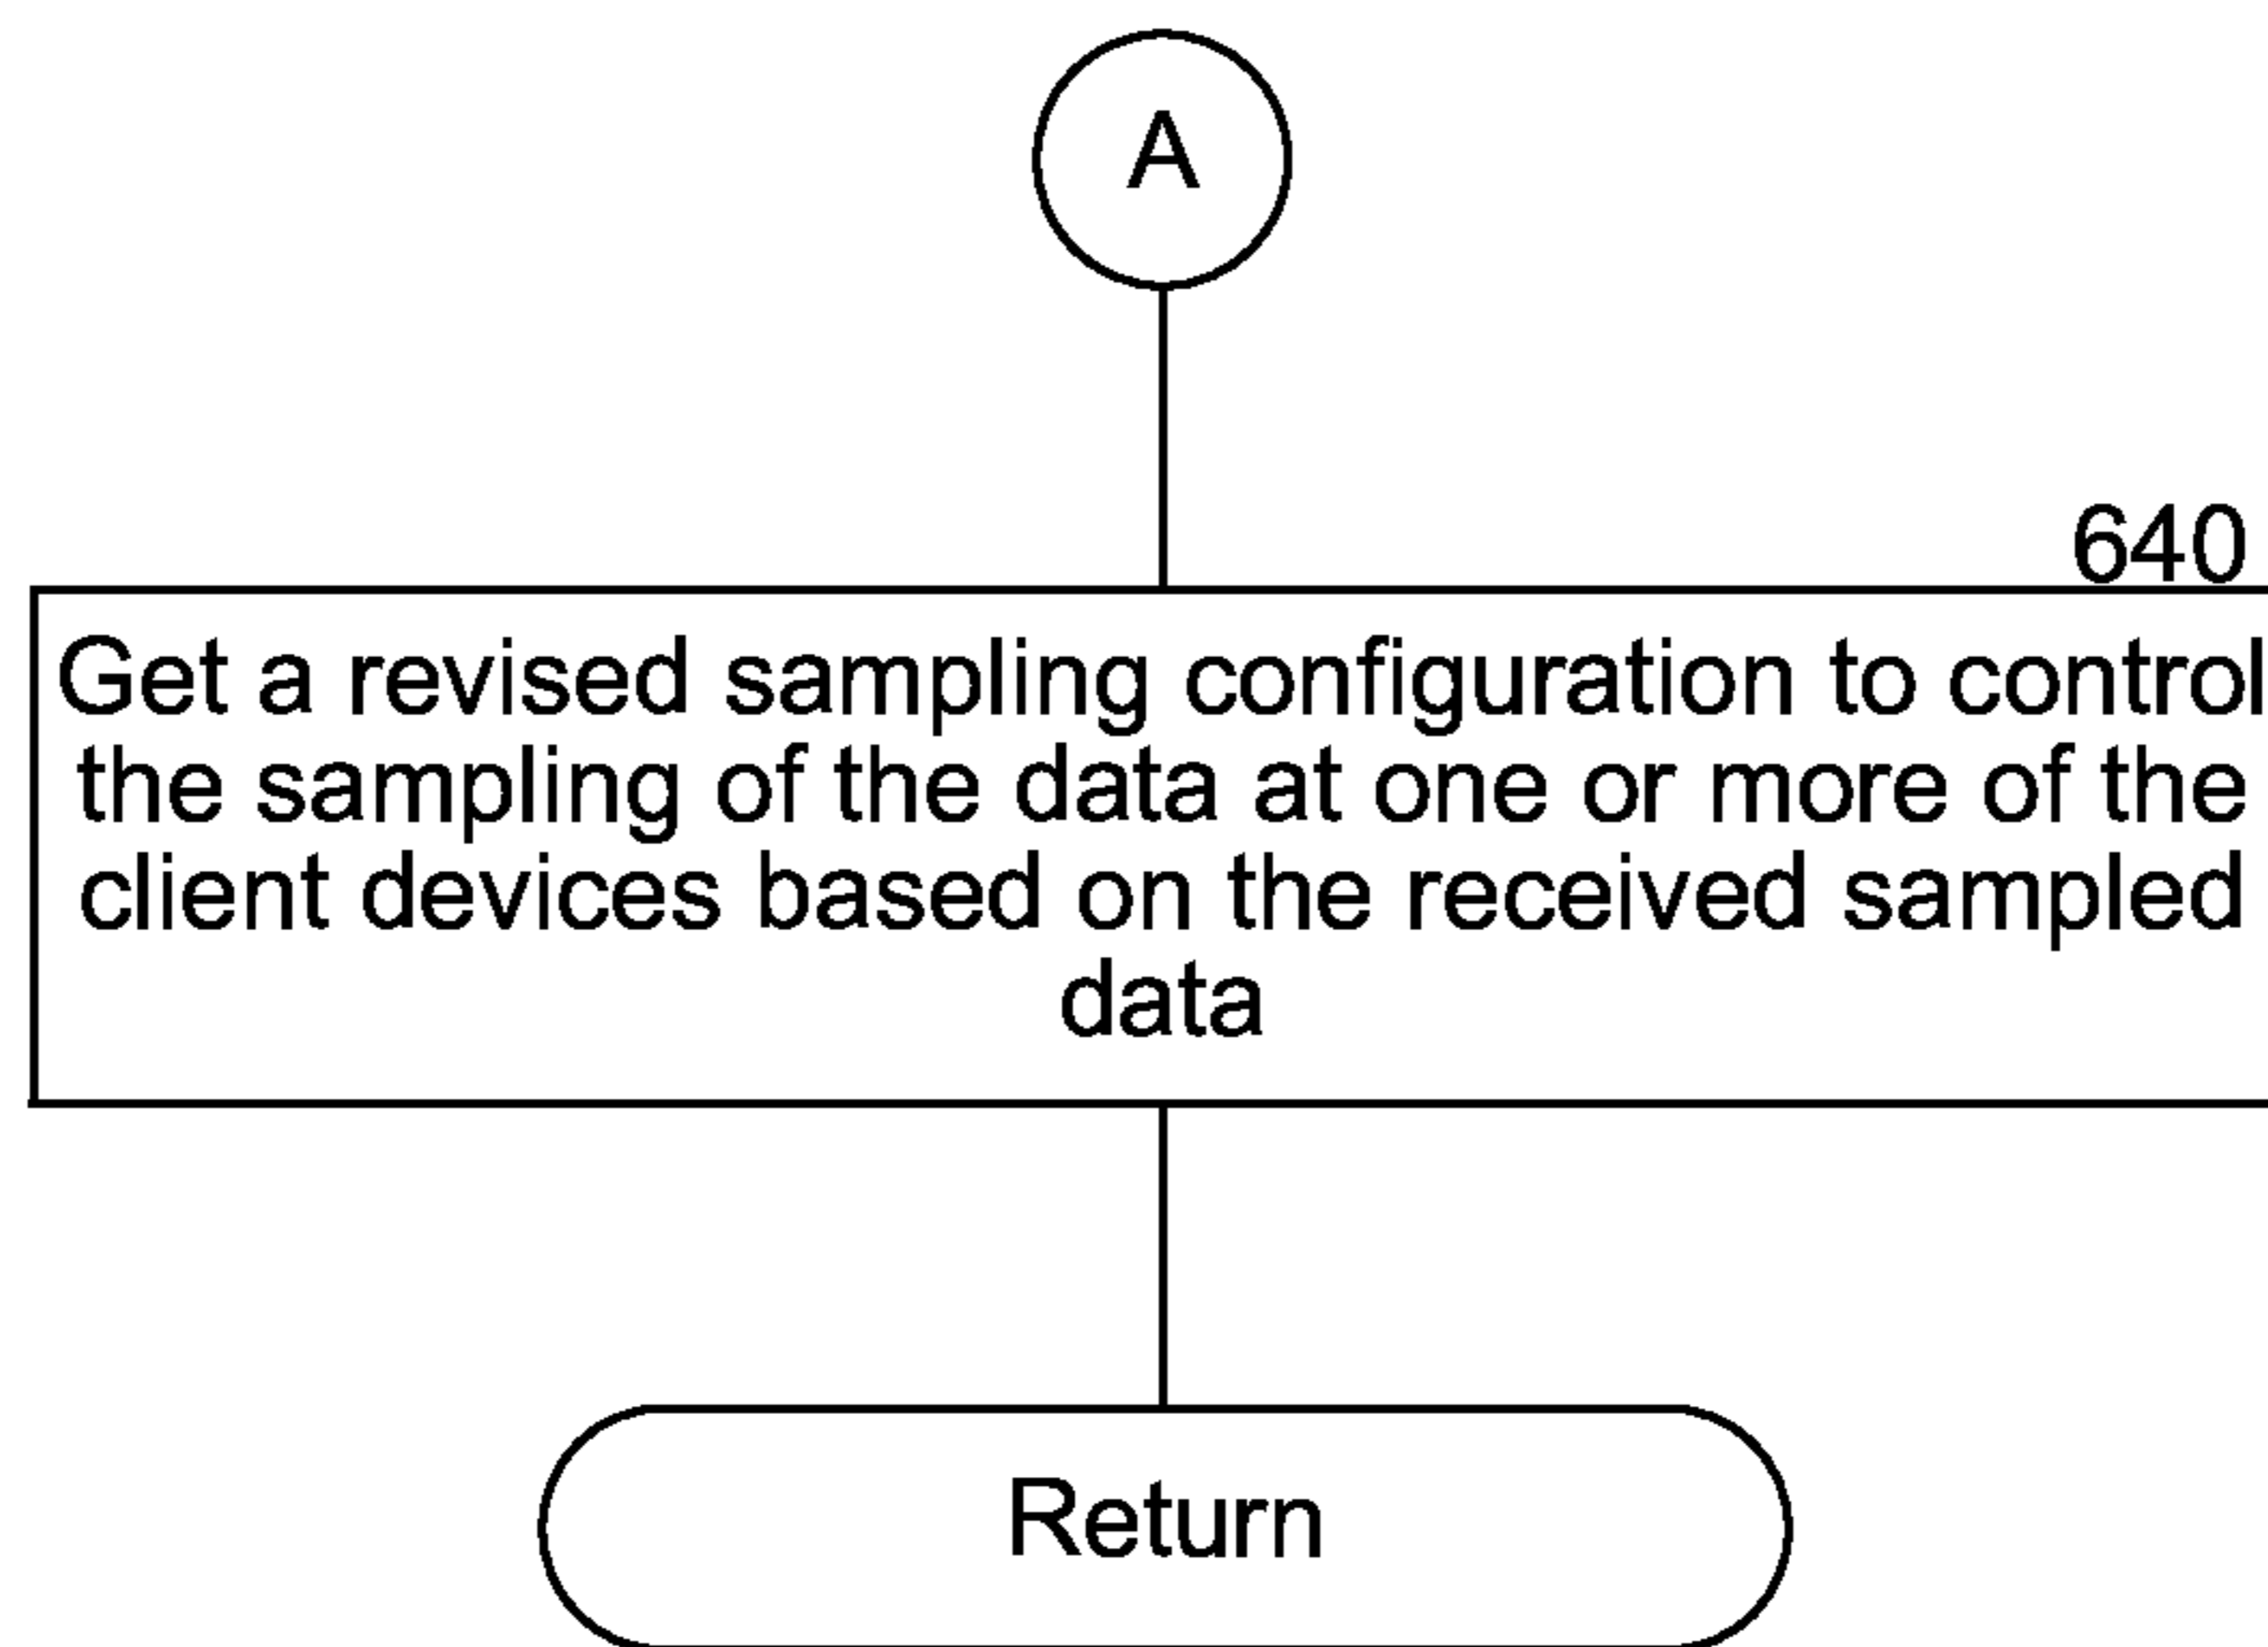 A
640
Get a revised sampling configuration to control
the sampling of the data at one or more of the
client devices based on the received sampled
data
Return